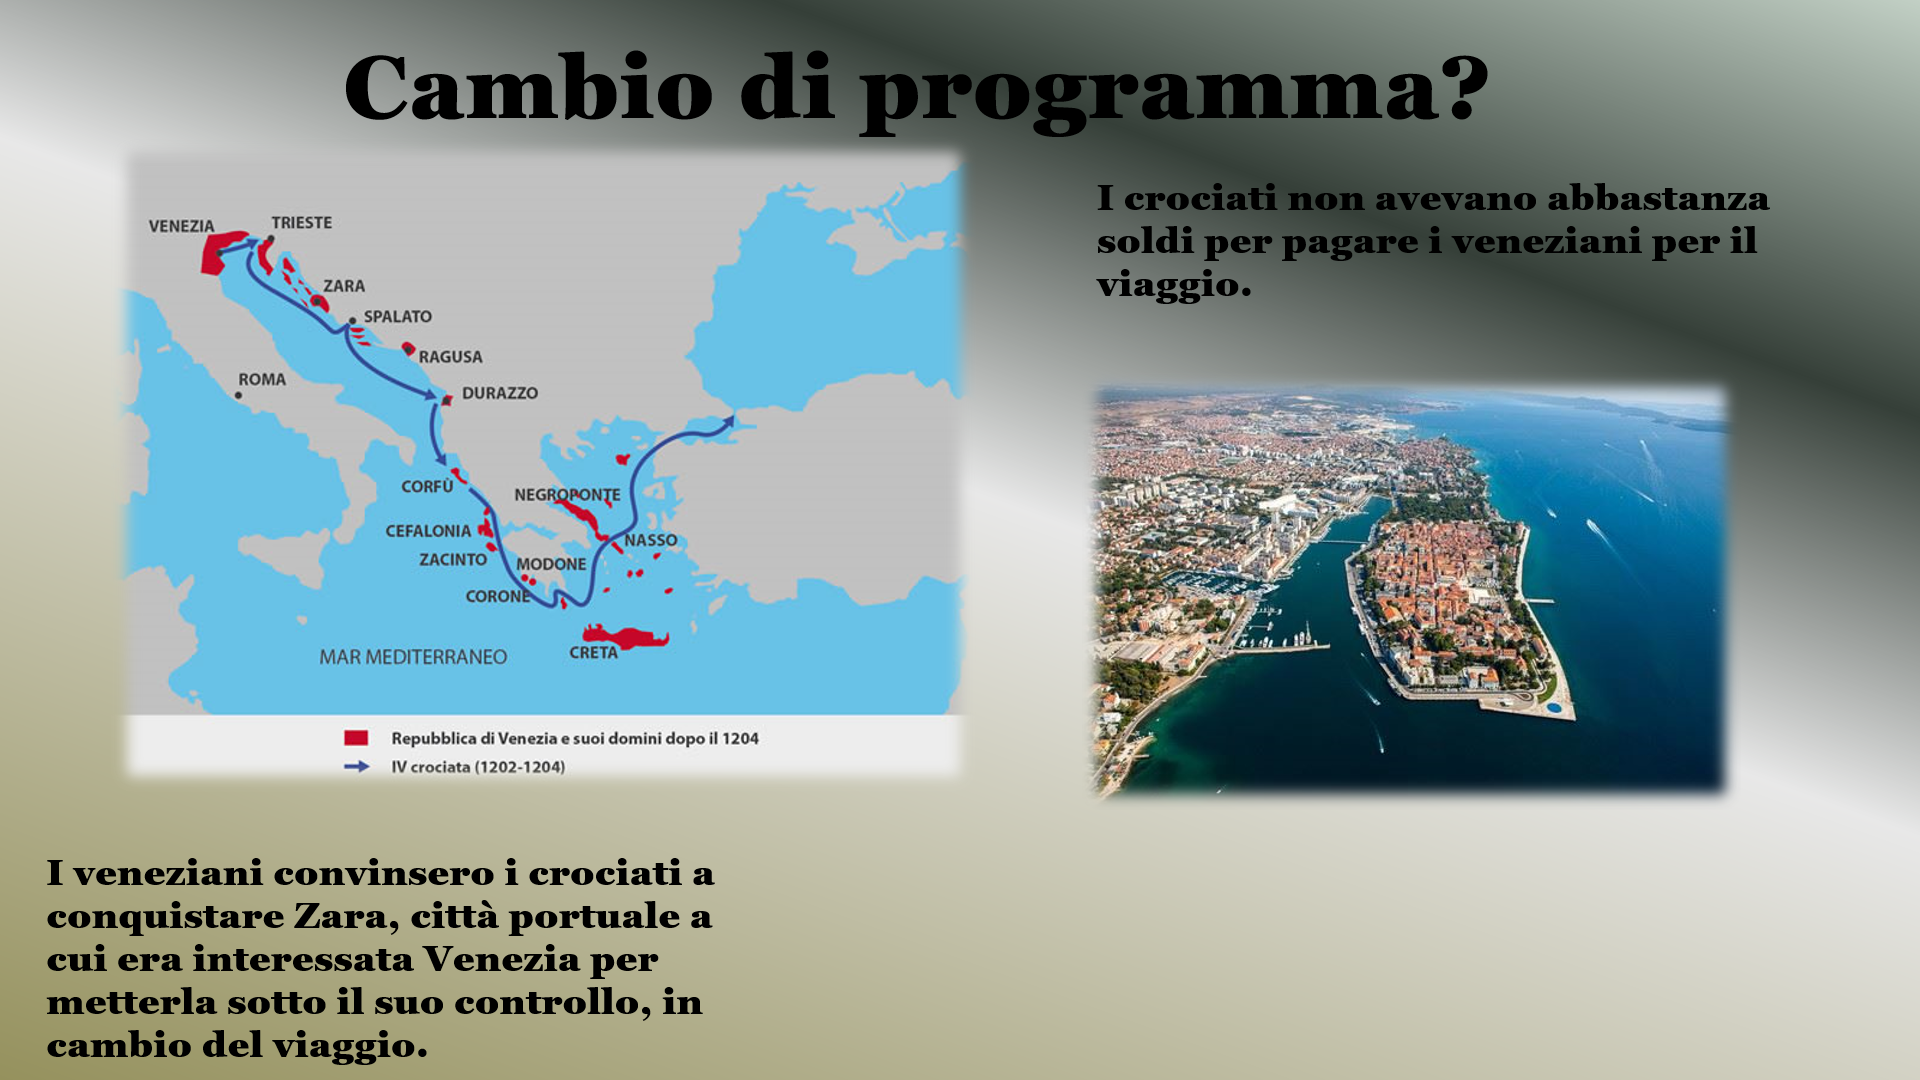 Cambio di programma?
I crociati non avevano abbastanza
soldi per pagare i veneziani per il
viaggio.
VENEZIA
TRIESTE
ZARA
SPALATO
RAGUSA
ROMA
DURAZZO
CORFÙ
NEGROPONTE
CEFALONIA
NASSO
ZACINTO
MODONE
CORONE
CRETA
MAR MEDITERRANEO
Repubblica di Venezia e suoi domini dopo il 1204
IV crociata (1202-1204)
I veneziani convinsero i crociati a
conquistare Zara, città portuale a
cui era interessata Venezia per
metterla sotto il suo controllo, in
cambio del viaggio.